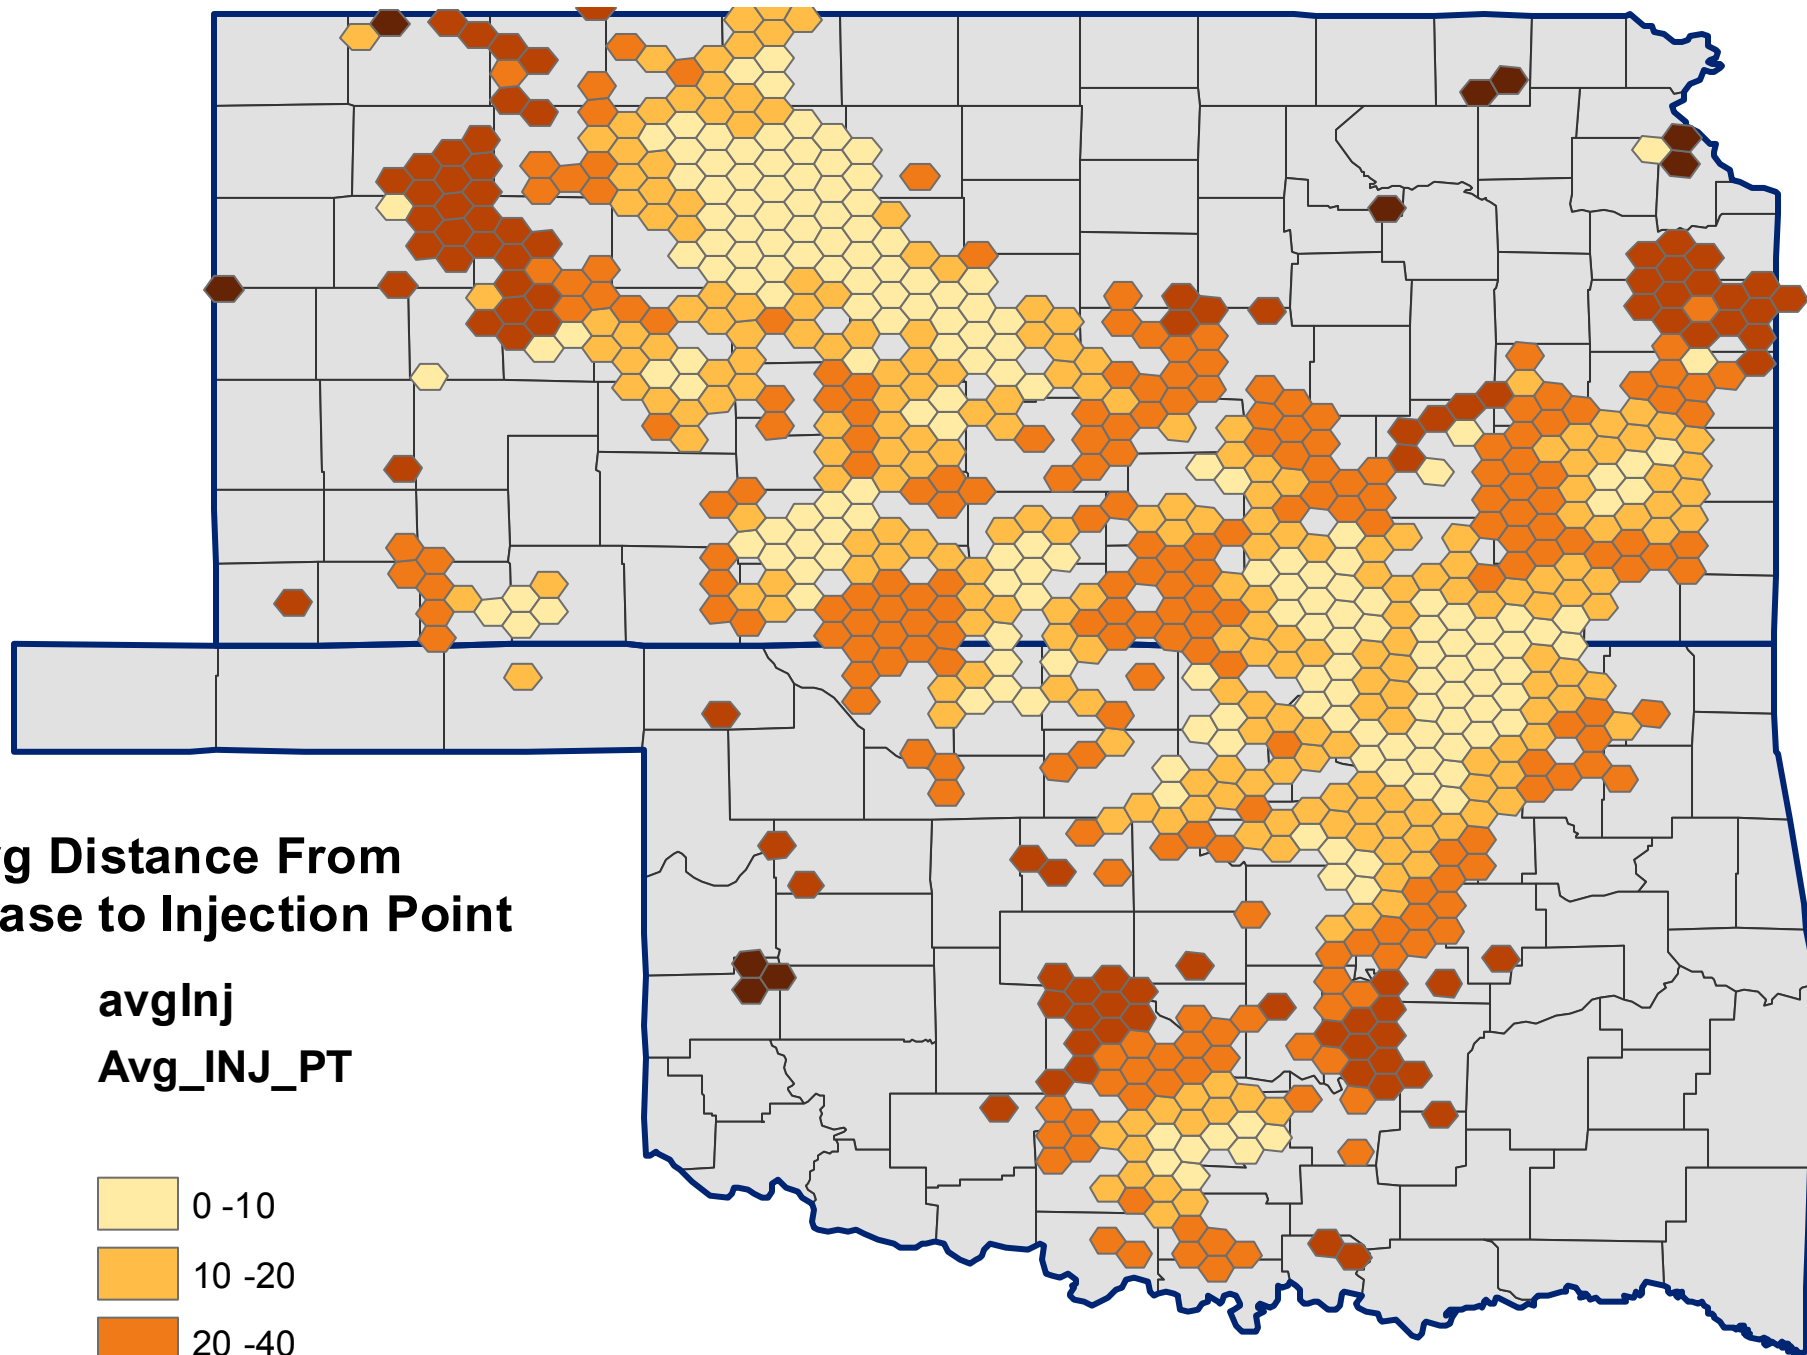 g Distance From
ase to Injection Point
avgInj
Avg_INJ_PT
0 -10
10 -20
20 -40